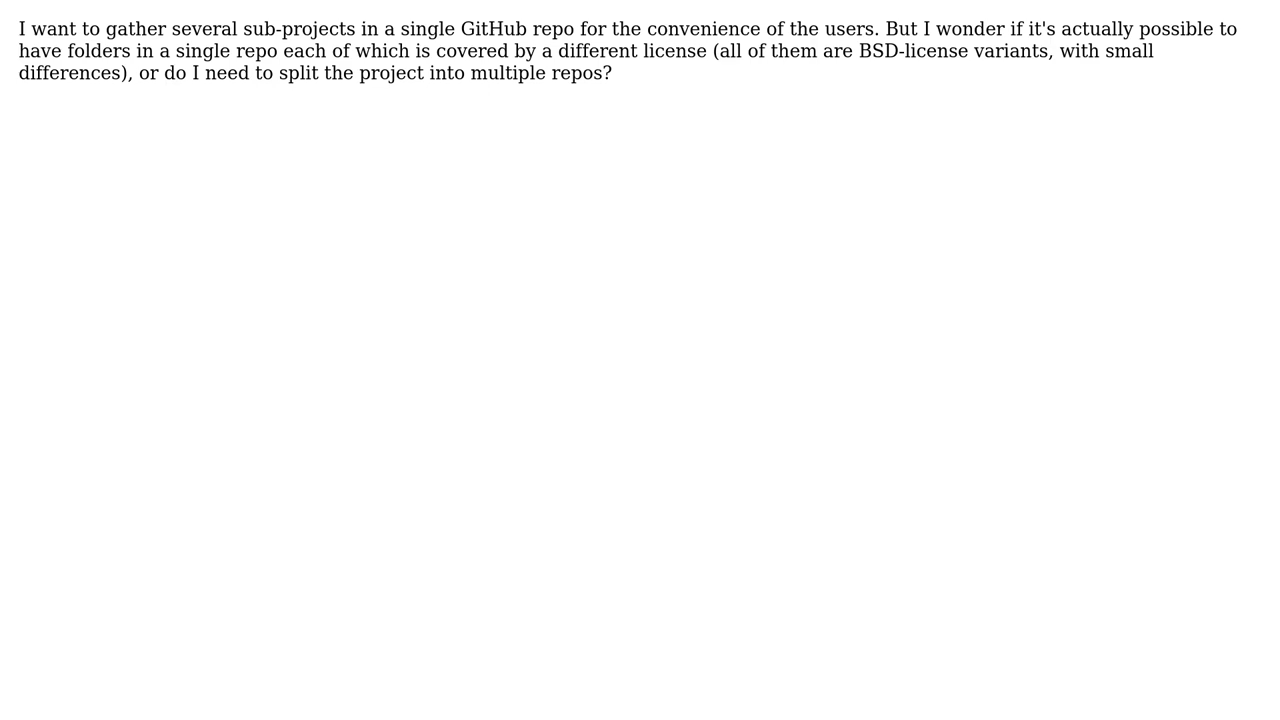 I want to gather several sub-projects in a single GitHub repo for the convenience of the users. But I wonder if it's actually possible to
have folders in a single repo each of which is covered by a different license (all of them are BSD-license variants, with small
differences), or do I need to split the project into multiple repos?